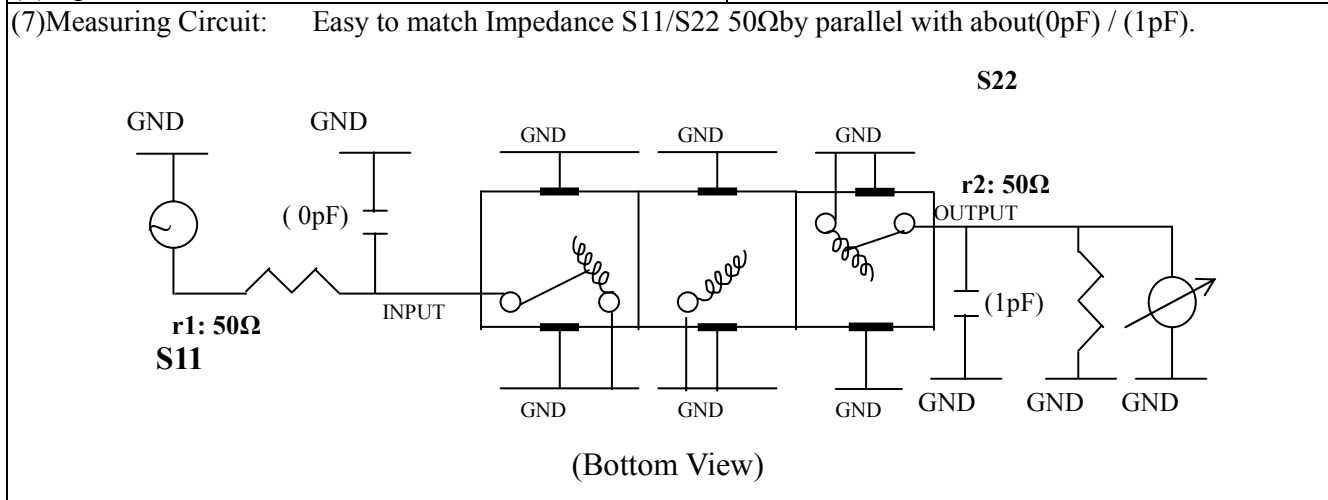 (7)Measuring Circuit: Easy to match Impedance S11/S22 50Ωby parallel with about(0pF) / (1pF).
S22
GND GND GND GND GND
r2: 50Ω
( 0pF) OUTPUT
INPUT (1pF)
r1: 50Ω
S11
GND GND GND GND GND GND
(Bottom View)